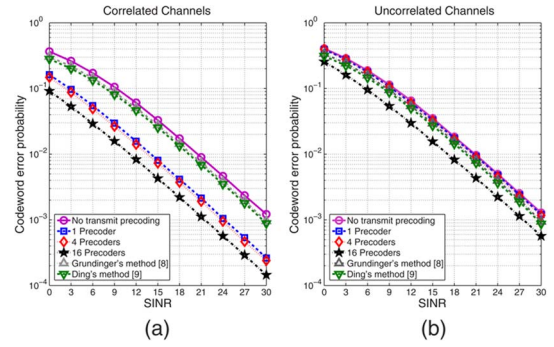 Correlated Channels
Codeword error probability
10^0
10^-1
10^-2
10^-3
10^-4
No transmit precoding
1 Precoder
4 Precoders
16 Precoders
Grundinger's method [8]
Ding's method [9]
0 3 6 9 12 15 18 21 24 27 30
SINR
(a)
Uncorrelated Channels
Codeword error probability
10^0
10^-1
10^-2
10^-3
10^-4
No transmit precoding
1 Precoder
4 Precoders
16 Precoders
Grundinger's method [8]
Ding's method [9]
3 6 9 12 15 18 21 24 27 30
SINR
(b)